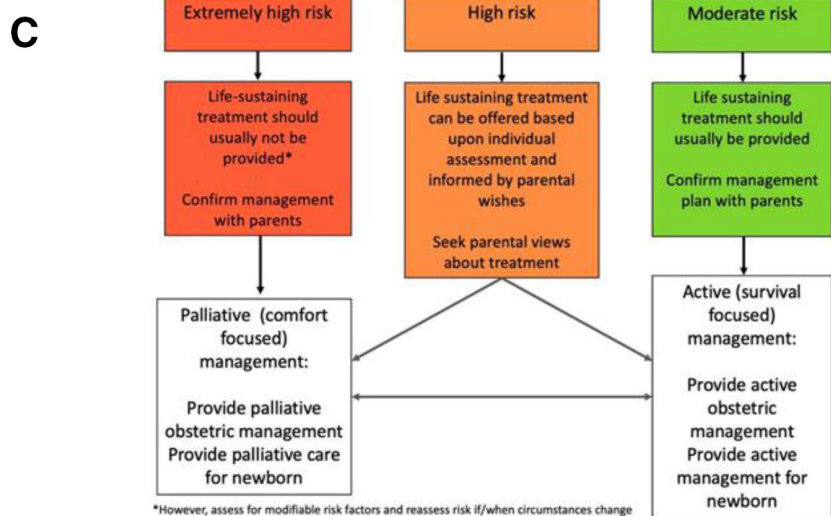 C
Extremely high risk
High risk
Moderate risk
Life-sustaining
treatment should
usually not be
provided*
Confirm management
with parents
Life sustaining treatment
can be offered based
upon individual
assessment and
informed by parental
wishes
Seek parental views
about treatment
Life sustaining
treatment should
usually be provided
Confirm management
plan with parents
Palliative (comfort
focused)
management:
Provide palliative
obstetric management
Provide palliative care
for newborn
Active (survival
focused)
management:
Provide active
obstetric
management
Provide active
management for
newborn
*However, assess for modifiable risk factors and reassess risk if/when circumstances change